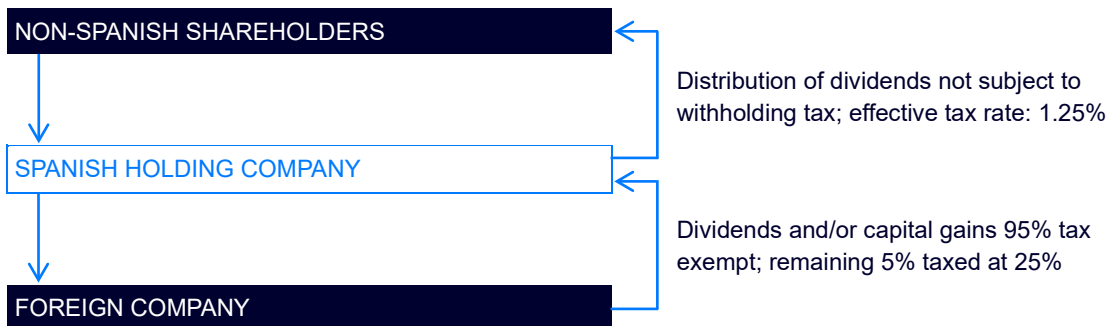 NON-SPANISH SHAREHOLDERS
Distribution of dividends not subject to
withholding tax; effective tax rate: 1.25%
SPANISH HOLDING COMPANY
Dividends and/or capital gains 95% tax
exempt; remaining 5% taxed at 25%
FOREIGN COMPANY